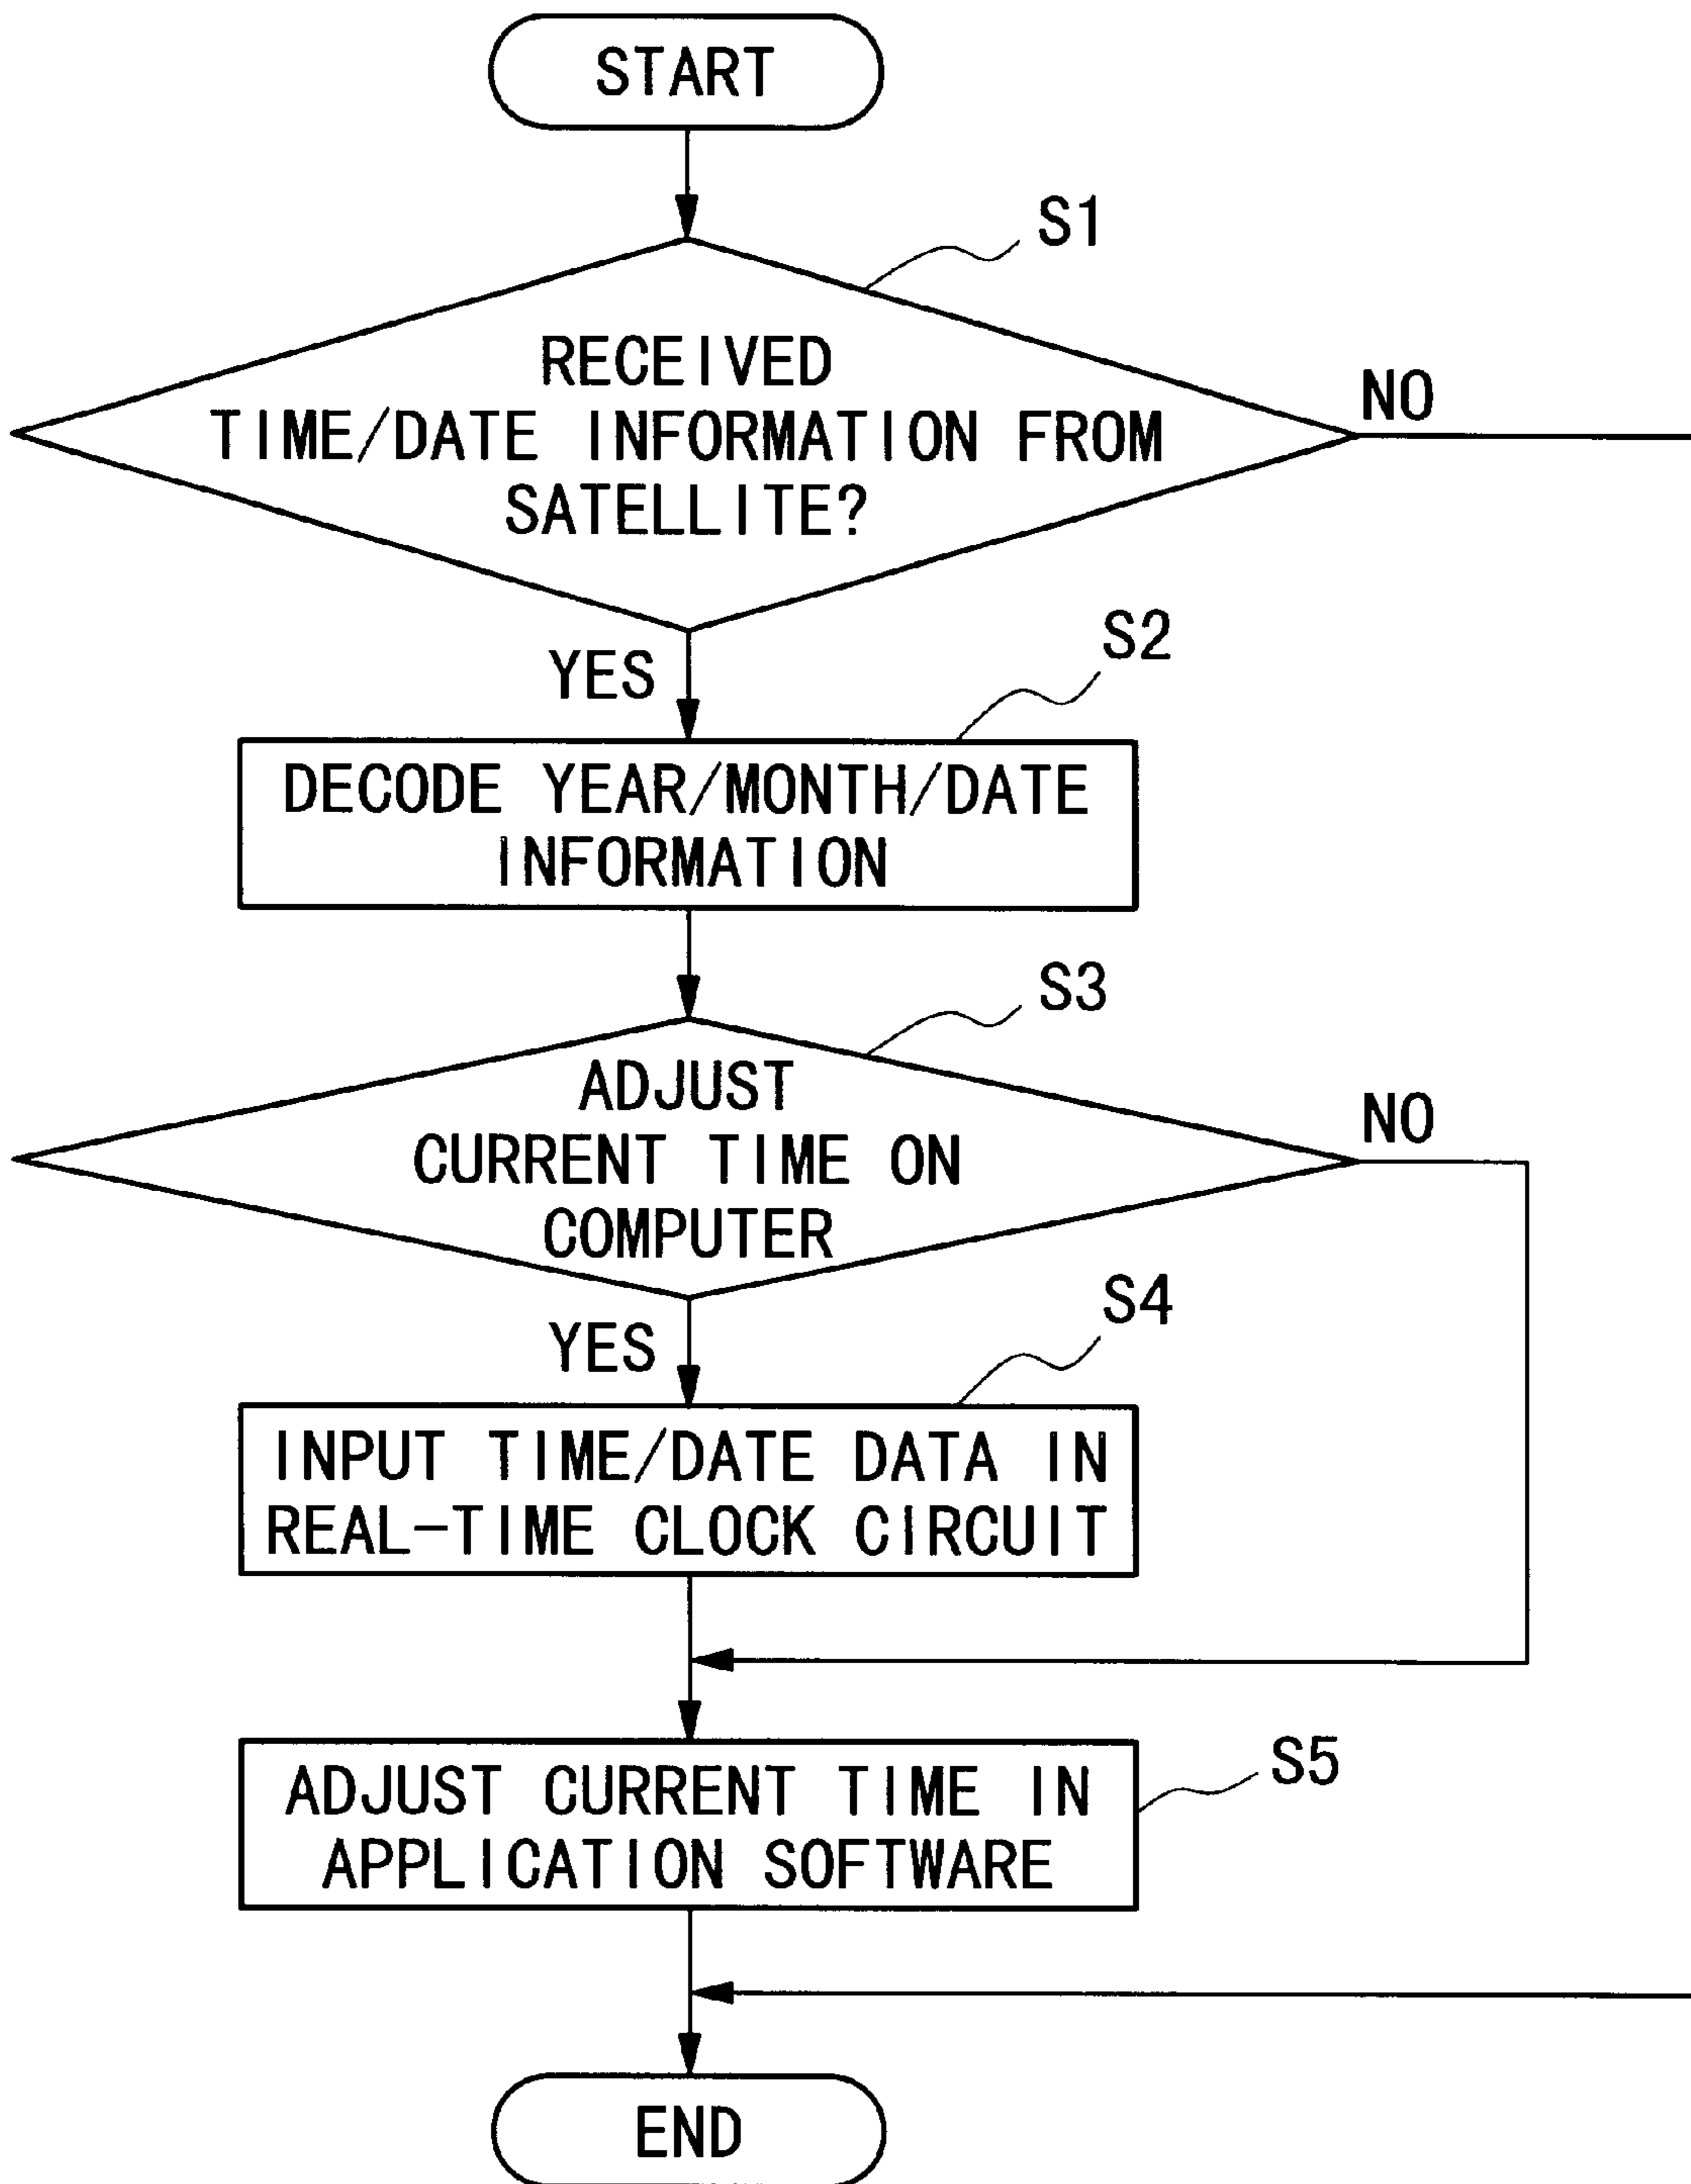 START
S1
RECEIVED
TIME/DATE INFORMATION FROM
SATELLITE?
NO
YES
S2
DECODE YEAR/MONTH/DATE
INFORMATION
S3
ADJUST
CURRENT TIME ON
COMPUTER
NO
YES
S4
INPUT TIME/DATE DATA IN
REAL-TIME CLOCK CIRCUIT
S5
ADJUST CURRENT TIME IN
APPLICATION SOFTWARE
END